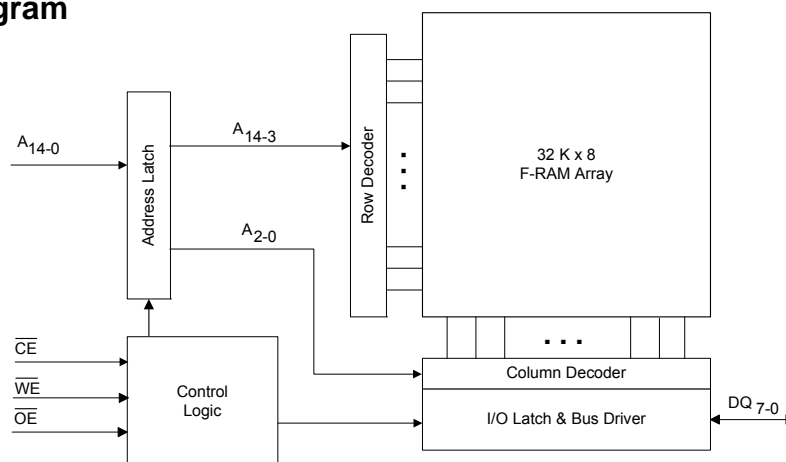 gram
A14-0
Address Latch
A14-3
A2-0
Row Decoder
32 K x 8
F-RAM Array
CE
WE
OE
Control
Logic
Column Decoder
I/O Latch & Bus Driver
DQ 7-0